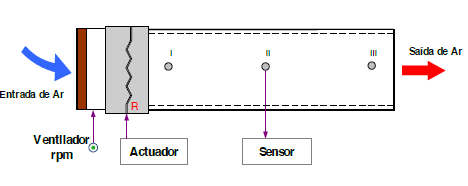 I
II
III
Saída de Ar
Entrada de Ar
R
Ventilador
rpm
Actuador
Sensor